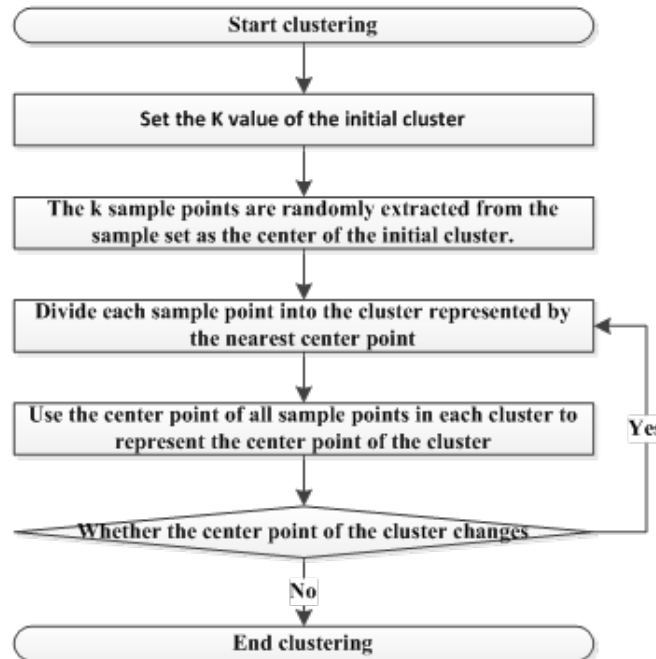 Start clustering
Set the K value of the initial cluster
The k sample points are randomly extracted from the
sample set as the center of the initial cluster.
Divide each sample point into the cluster represented by
the nearest center point
Use the center point of all sample points in each cluster to
represent the center point of the cluster
Yes
Whether the center point of the cluster changes
No
End clustering